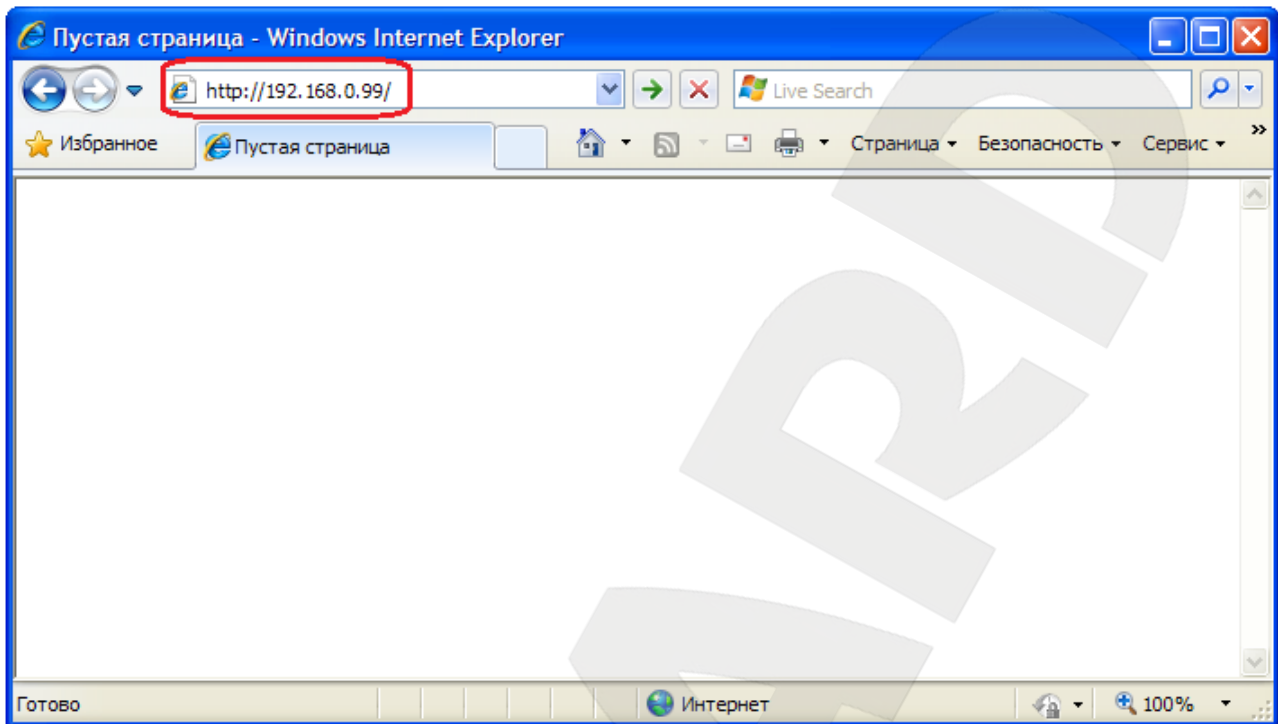 Пустая страница - Windows Internet Explorer
http://192.168.0.99/
Live Search
Избранное
Пустая страница
Страница
Безопасность
Сервис
»
Готово
Интернет
100%
ARD